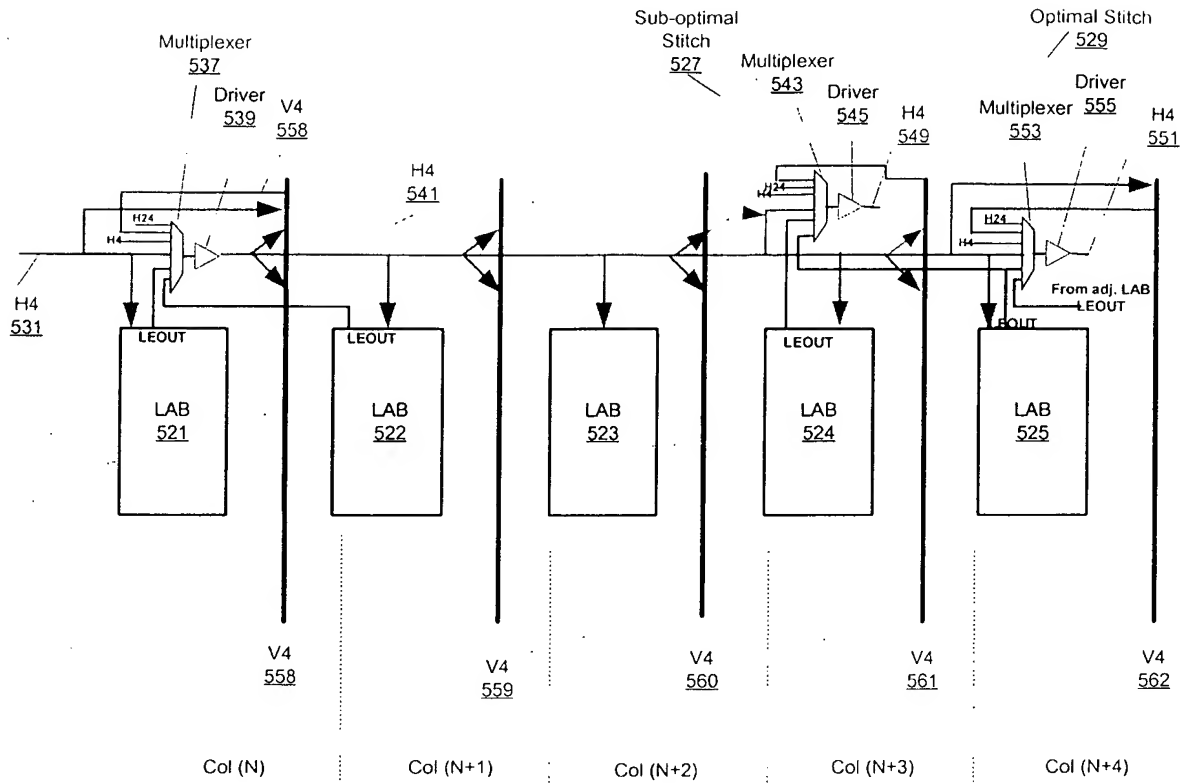 Sub-optimal
Stitch
527
Optimal Stitch
529
Multiplexer
537
Driver
539
V4
558
Multiplexer
543
Driver
545
H4
549
Multiplexer
553
Driver
555
H4
551
H4
541
H24
H4
H24
H4
H24
H4
H4
531
From adj. LAB
LEOUT
LEOUT
LEOUT
LEOUT
LEOUT
LAB
521
LAB
522
LAB
523
LAB
524
LAB
525
V4
558
V4
559
V4
560
V4
561
V4
562
Col (N)
Col (N+1)
Col (N+2)
Col (N+3)
Col (N+4)